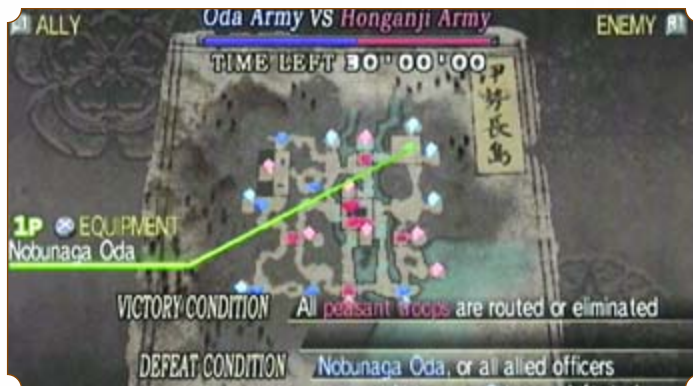 Oda Army VS Honganji Army
ALLY
ENEMY R1
TIME LEFT 30"00'00
伊勢長島
1P EQUIPMENT
Nobunaga Oda
VICTORY CONDITION All peasant troops are routed or eliminated
DEFEAT CONDITION Nobunaga Oda, or all allied officers